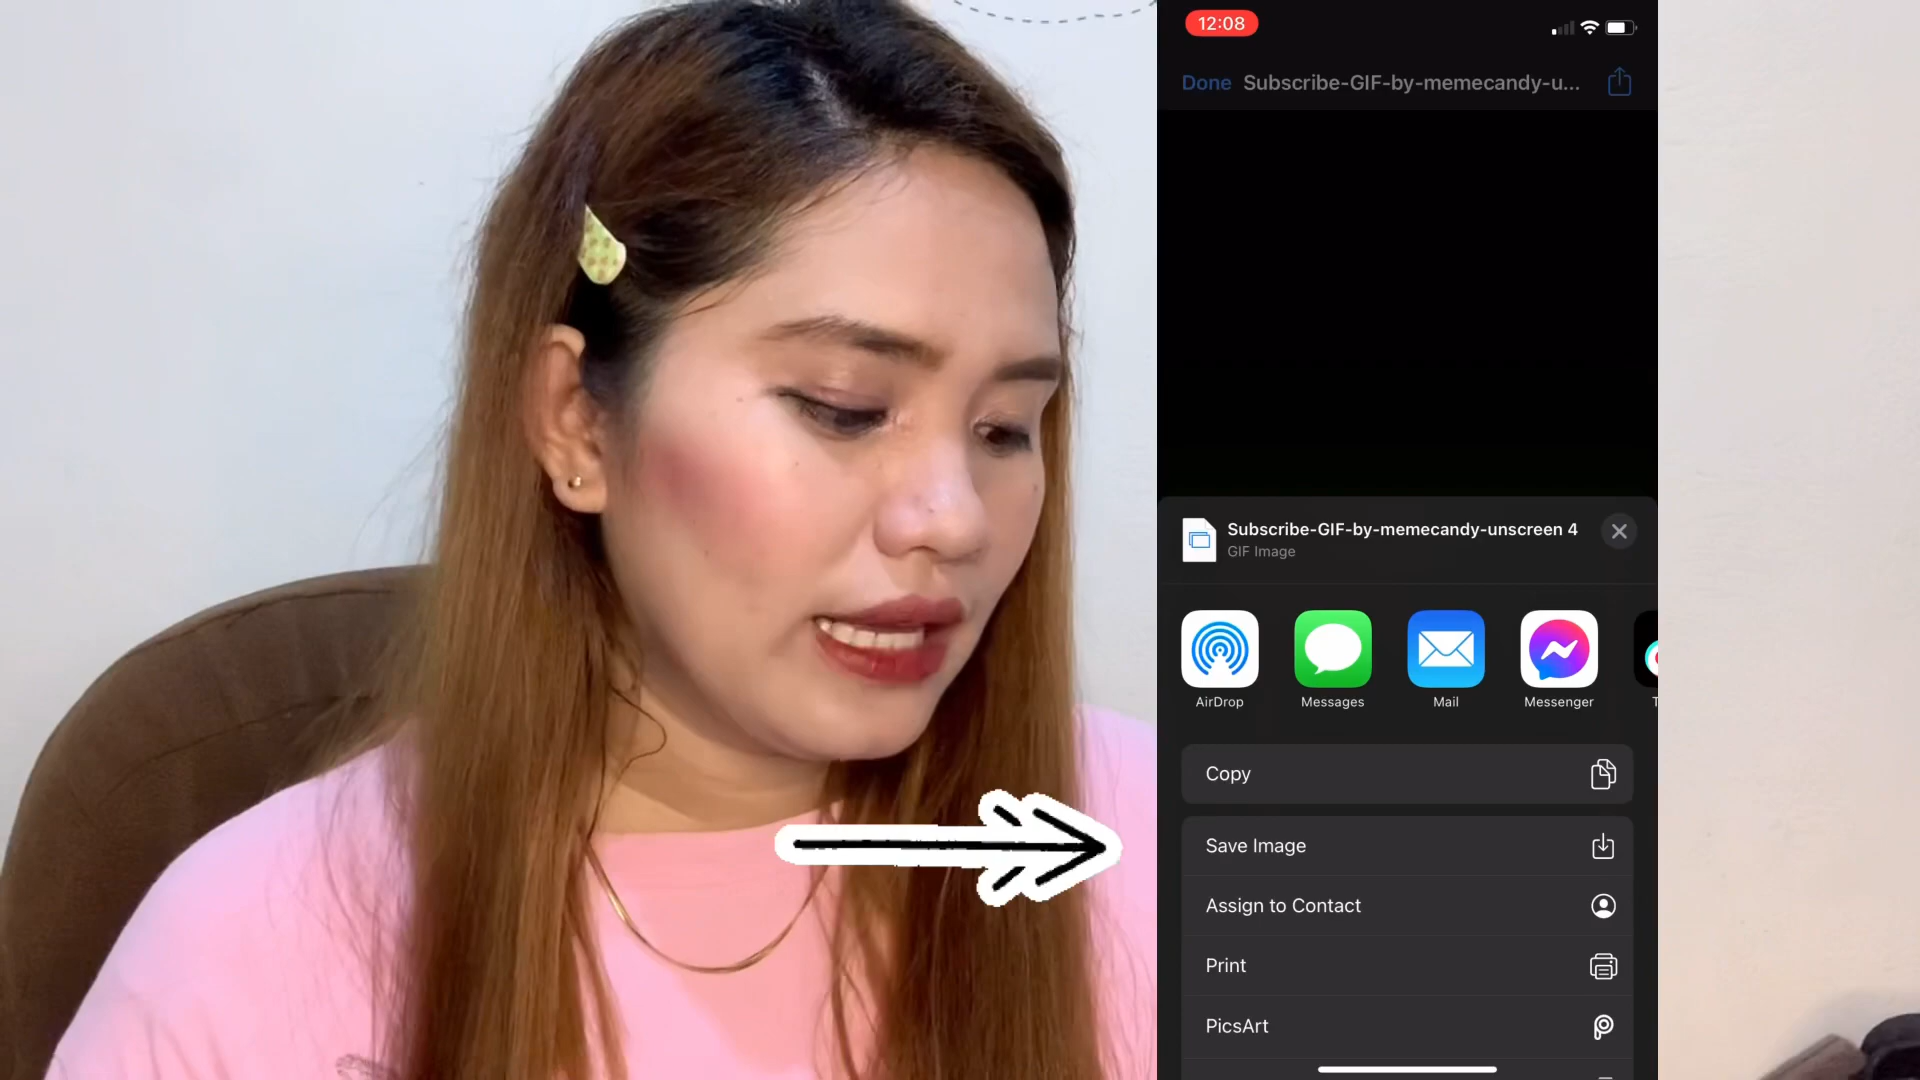 12:08
Done Subscribe-GIF-by-memecandy-u...
Subscribe-GIF-by-memecandy-unscreen 4
GIF Image
AirDrop Messages Mail Messenger T
Copy
Save Image
Assign to Contact
Print
PicsArt